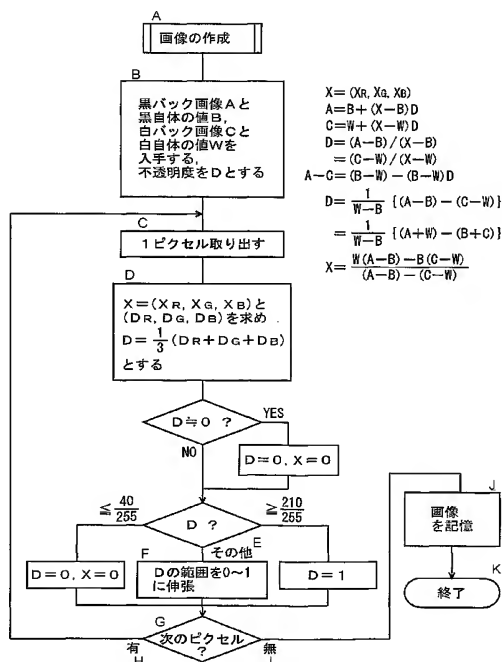 A
画像の作成
B
黒バック画像Aと
黒自体の値B,
白バック画像Cと
白自体の値Wを
入手する,
不透明度をDとする
C
1ピクセル取り出す
D
X=(XR, XG, XB)と
(DR, DG, DB)を求め
D=1/3(DR+DG+DB)
とする
D≒0 ?
YES
NO
D=0, X=0
≦40/255
D ?
≧210/255
E
その他
D=0, X=0
F
Dの範囲を0~1
に伸張
D=1
G
次のピクセル
?
有
H
無
I
X=(XR, XG, XB)
A=B+(X-B)D
C=W+(X-W)D
D=(A-B)/(X-B)
=(C-W)/(X-W)
A-C=(B-W)-(B-W)D
D=1/(W-B) {(A-B)-(C-W)}
=1/(W-B) {(A+W)-(B+C)}
X=(W(A-B)-B(C-W))/((A-B)-(C-W))
J
画像
を記憶
K
終了